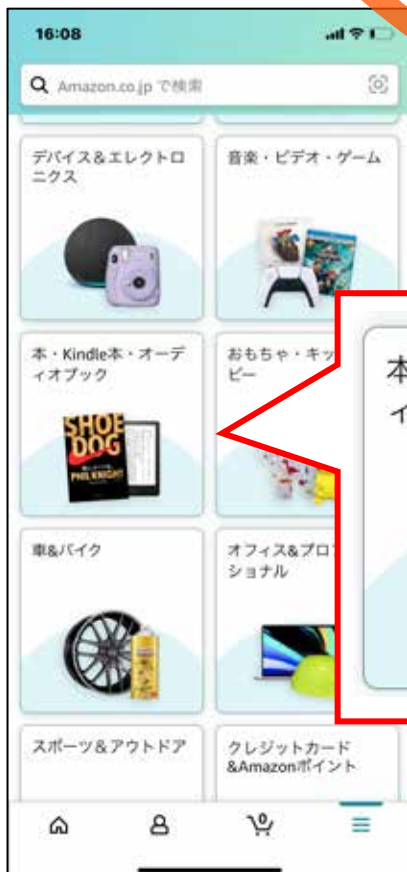 16:08
Amazon.co.jp で検索
デバイス&エレクトロ
ニクス
音楽・ビデオ・ゲーム
本・Kindle本・オーデ
ィオブック
おもちゃ・キッ
ビー
本
ィ
SHOE
DOG
PHIL KNIGHT
車&バイク
オフィス&プロ
ショナル
スポーツ&アウトドア
クレジットカード
&Amazonポイント
0